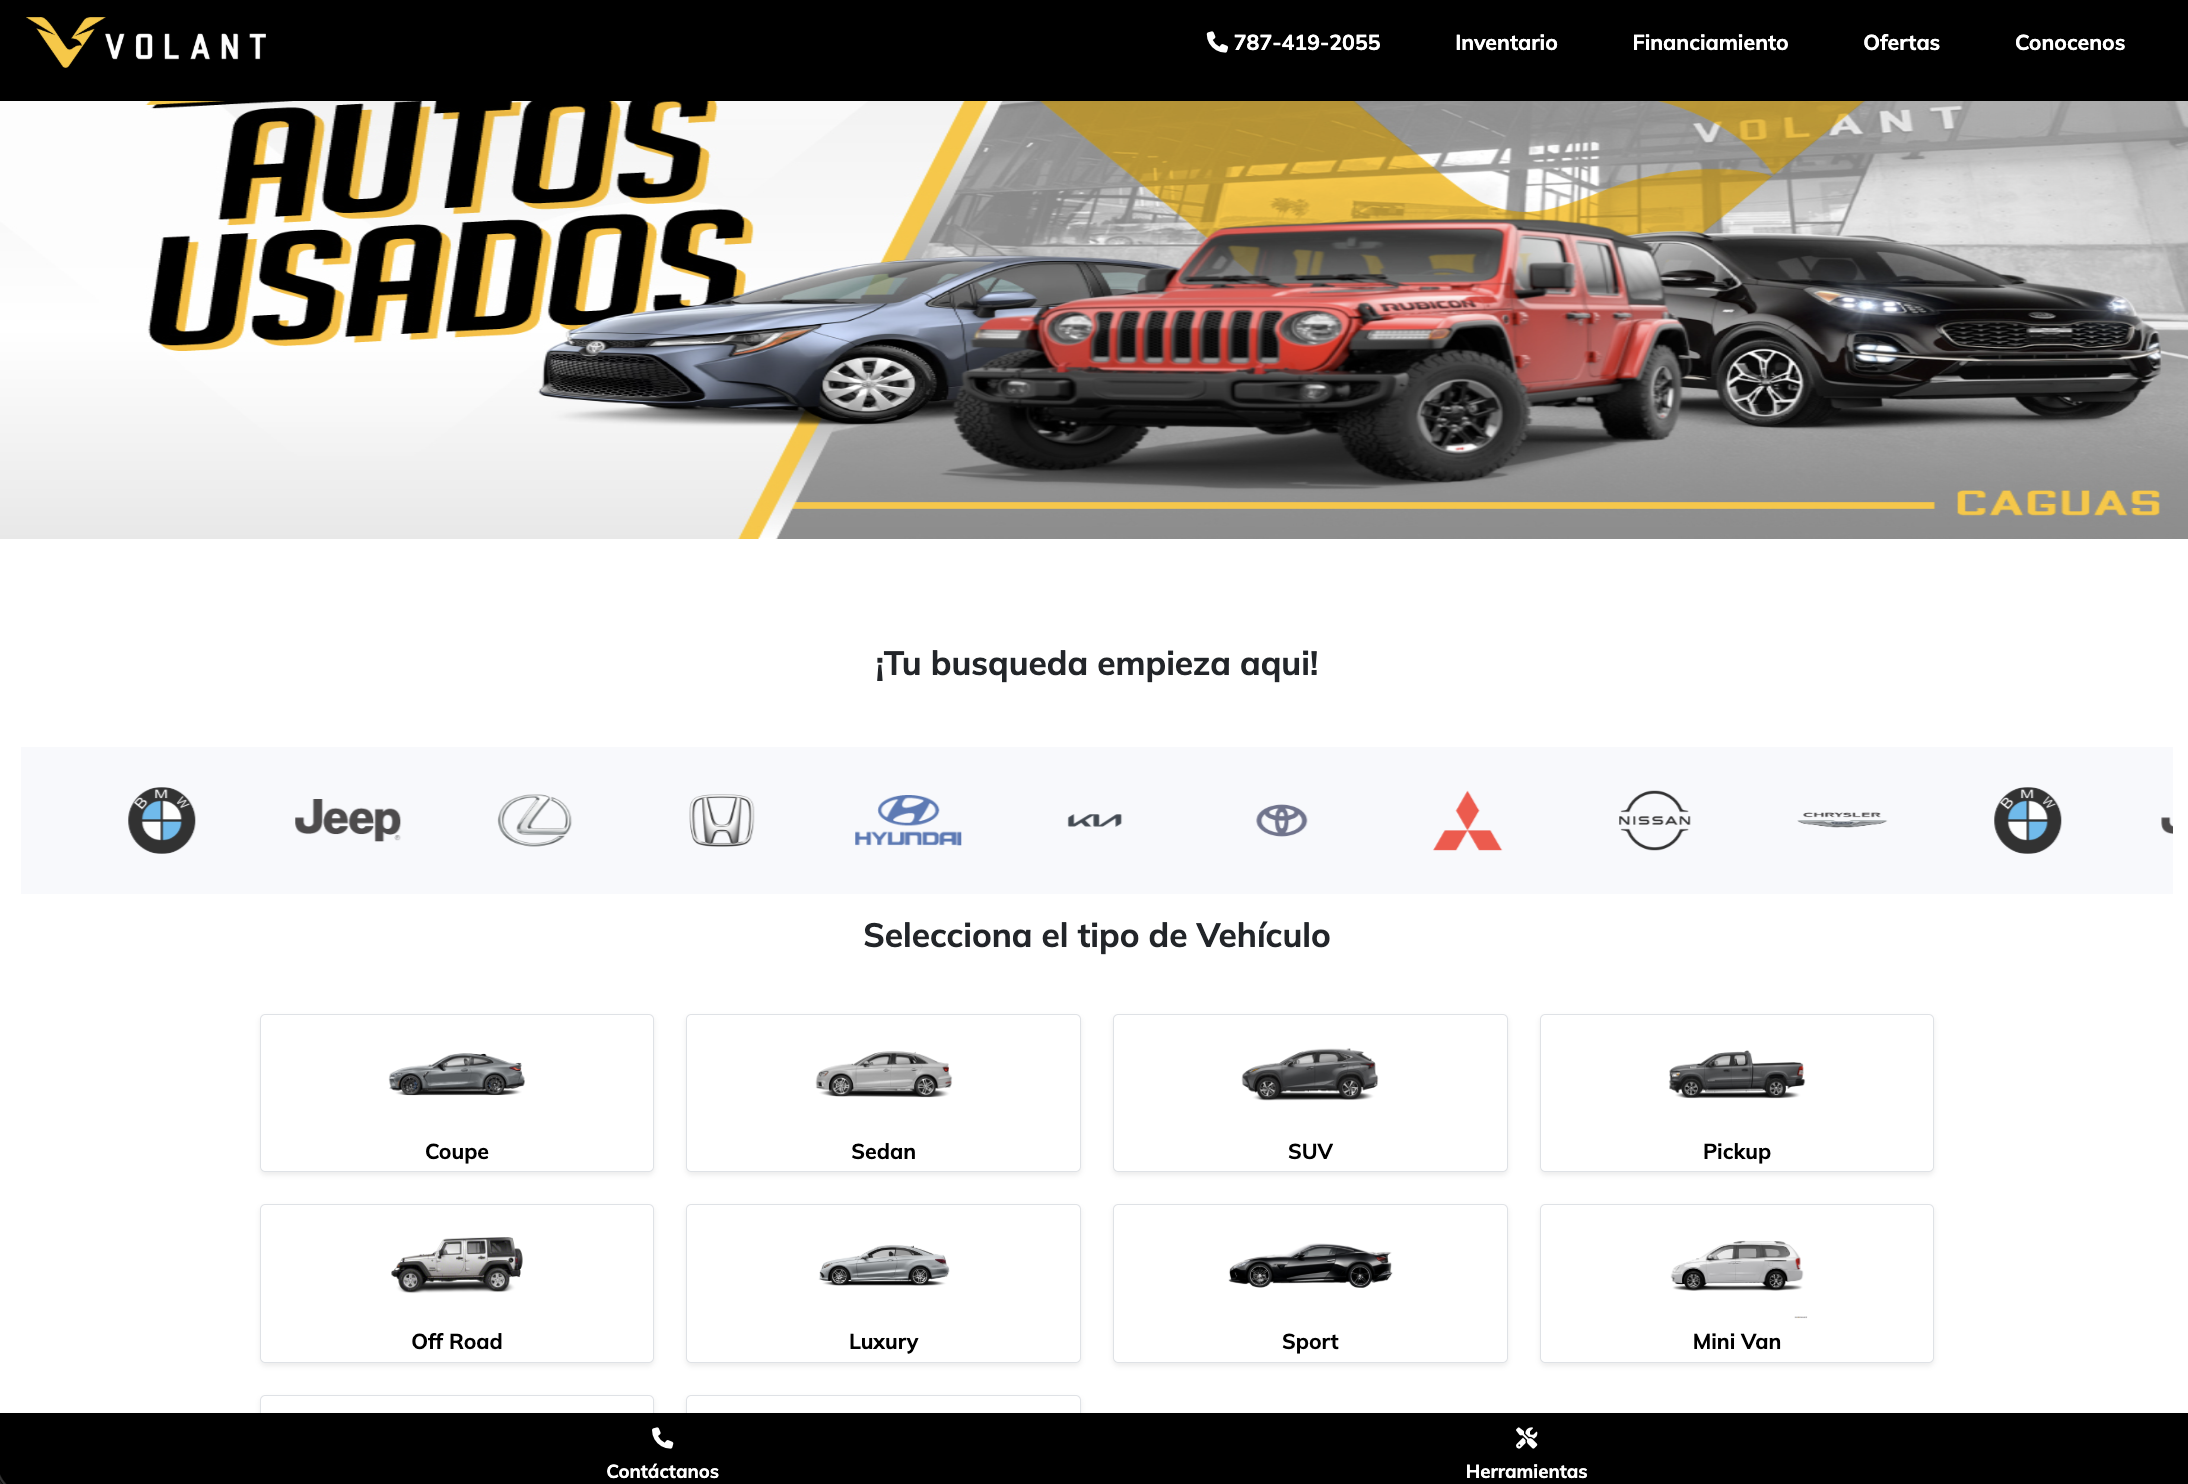 VOLANT
787-419-2055
Inventario
Financiamiento
Ofertas
Conocenos
AUTOS
USADOS
VOLANT
RUBICON
CAGUAS
¡Tu busqueda empieza aqui!
BMW
Jeep
HYUNDAI
KIA
NISSAN
CHRYSLER
BMW
Selecciona el tipo de Vehículo
Coupe
Sedan
SUV
Pickup
Off Road
Luxury
Sport
Mini Van
Contáctanos
Herramientas